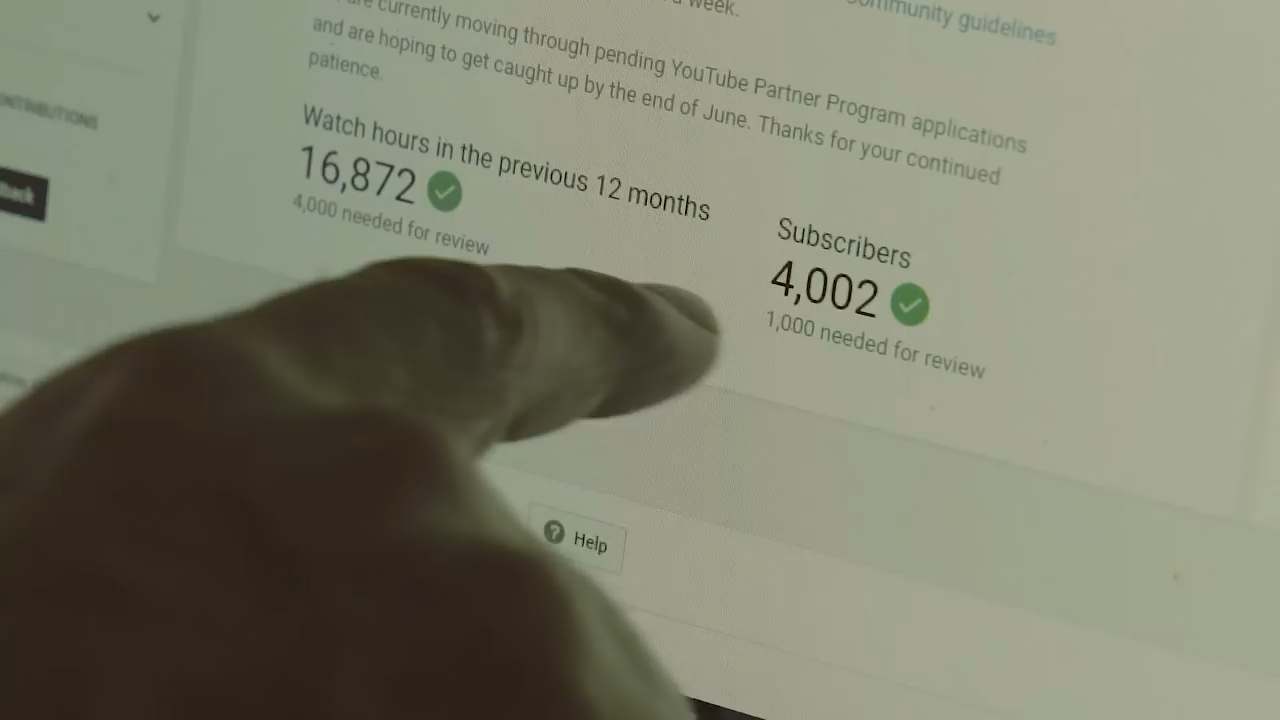 week.
community guidelines
are currently moving through pending YouTube Partner Program applications
and are hoping to get caught up by the end of June. Thanks for your continued
patience.
Watch hours in the previous 12 months
16,872
4,000 needed for review
Subscribers
4,002
1,000 needed for review
Help